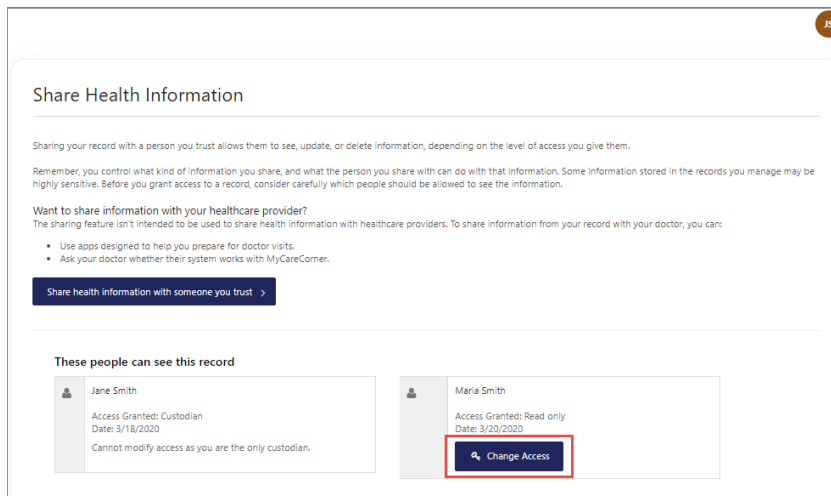 JS
Share Health Information
Sharing your record with a person you trust allows them to see, update, or delete information, depending on the level of access you give them.
Remember, you control what kind of information you share, and what the person you share with can do with that information. Some information stored in the records you manage may be
highly sensitive. Before you grant access to a record, consider carefully which people should be allowed to see the information.
Want to share information with your healthcare provider?
The sharing feature isn't intended to be used to share health information with healthcare providers. To share information from your record with your doctor, you can:
• Use apps designed to help you prepare for doctor visits.
• Ask your doctor whether their system works with MyCareCorner.
Share health information with someone you trust >
These people can see this record
Jane Smith
Access Granted: Custodian
Date: 3/18/2020
Cannot modify access as you are the only custodian.
Maria Smith
Access Granted: Read only
Date: 3/20/2020
Change Access